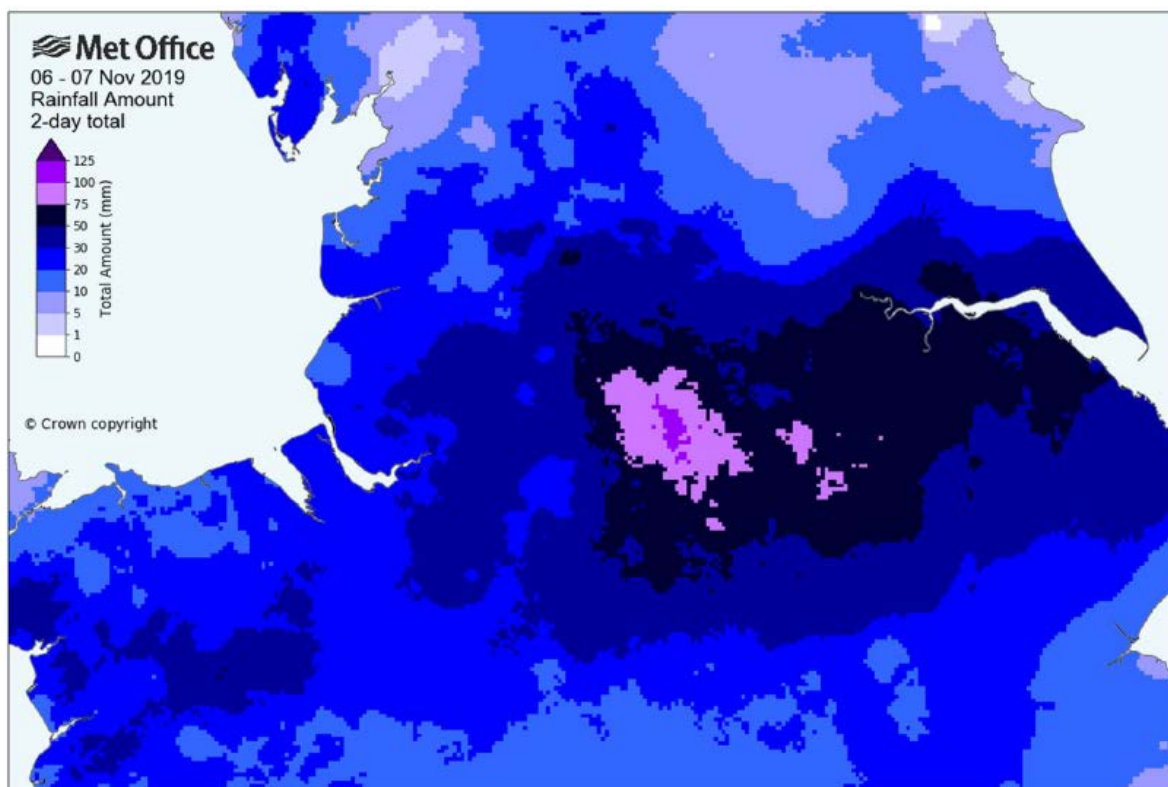 Met Office
06 - 07 Nov 2019
Rainfall Amount
2-day total
125
100
75
50
30
20
10
5
1
0
Total Amount (mm)
© Crown copyright